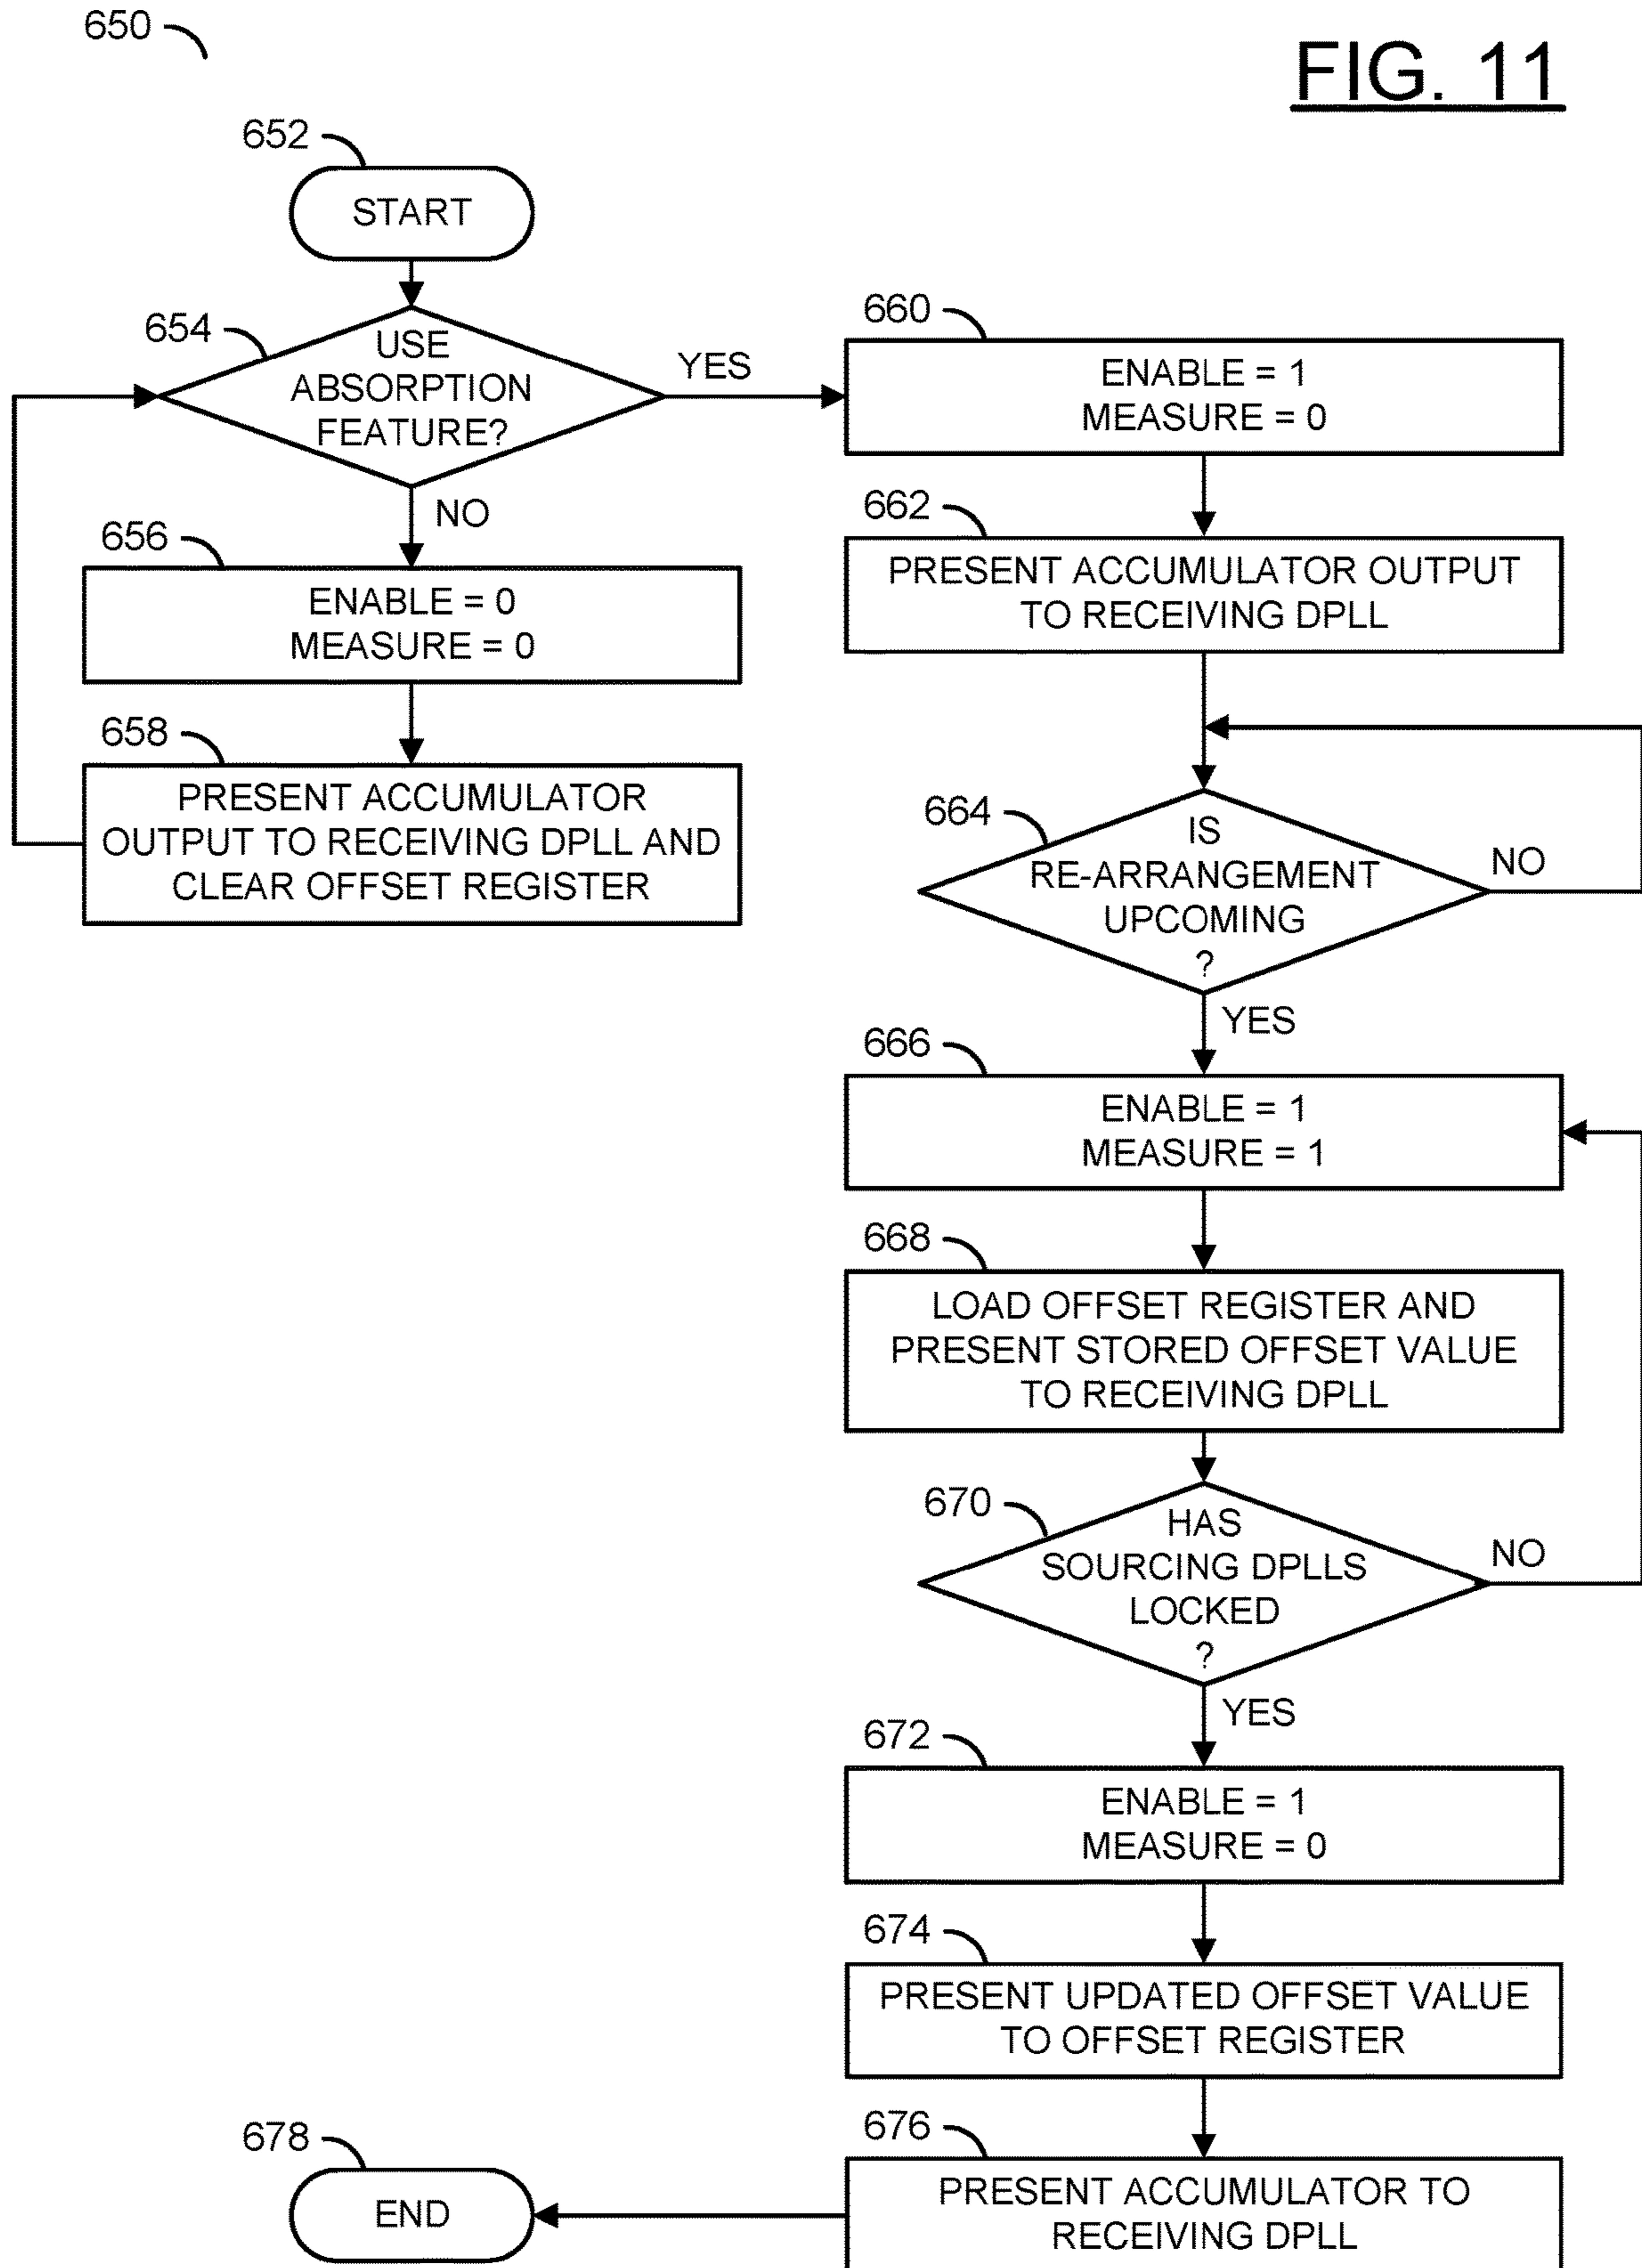 650
FIG. 11
652
START
654
USE
ABSORPTION
FEATURE?
YES
NO
656
ENABLE = 0
MEASURE = 0
658
PRESENT ACCUMULATOR
OUTPUT TO RECEIVING DPLL AND
CLEAR OFFSET REGISTER
660
ENABLE = 1
MEASURE = 0
662
PRESENT ACCUMULATOR OUTPUT
TO RECEIVING DPLL
664
IS
RE-ARRANGEMENT
UPCOMING
?
NO
YES
666
ENABLE = 1
MEASURE = 1
668
LOAD OFFSET REGISTER AND
PRESENT STORED OFFSET VALUE
TO RECEIVING DPLL
670
HAS
SOURCING DPLLS
LOCKED
?
NO
YES
672
ENABLE = 1
MEASURE = 0
674
PRESENT UPDATED OFFSET VALUE
TO OFFSET REGISTER
676
PRESENT ACCUMULATOR TO
RECEIVING DPLL
678
END